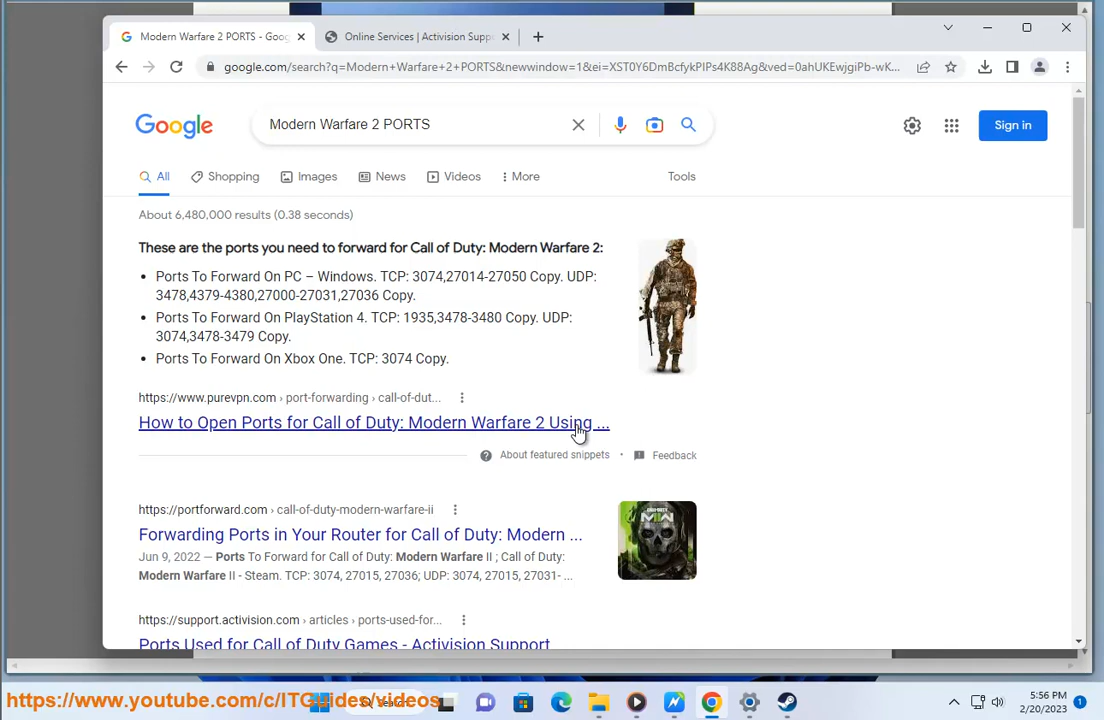 Modern Warfare 2 PORTS - Goog
Online Services | Activision Supp
google.com/search?q=Modern+Warfare+2+PORTS&newwindow=1&ei=XST0Y6DmBcfykPIPs4K88Ag&ved=0ahUKEwjgiPb-wK...
Google
Modern Warfare 2 PORTS
Sign in
All
Shopping
Images
News
Videos
More
Tools
About 6,480,000 results (0.38 seconds)
These are the ports you need to forward for Call of Duty: Modern Warfare 2:
Ports To Forward On PC – Windows. TCP: 3074,27014-27050 Copy. UDP:
3478,4379-4380,27000-27031,27036 Copy.
Ports To Forward On PlayStation 4. TCP: 1935,3478-3480 Copy. UDP:
3074,3478-3479 Copy.
Ports To Forward On Xbox One. TCP: 3074 Copy.
https://www.purevpn.com › port-forwarding › call-of-dut...
How to Open Ports for Call of Duty: Modern Warfare 2 Using ...
About featured snippets • Feedback
https://portforward.com › call-of-duty-modern-warfare-ii
Forwarding Ports in Your Router for Call of Duty: Modern ...
Jun 9, 2022 — Ports To Forward for Call of Duty: Modern Warfare II ; Call of Duty:
Modern Warfare II - Steam. TCP: 3074, 27015, 27036; UDP: 3074, 27015, 27031- ...
https://support.activision.com › articles › ports-used-for...
Ports Used for Call of Duty Games - Activision Support
https://www.youtube.com/c/ITGuides/videos
5:56 PM
2/20/2023